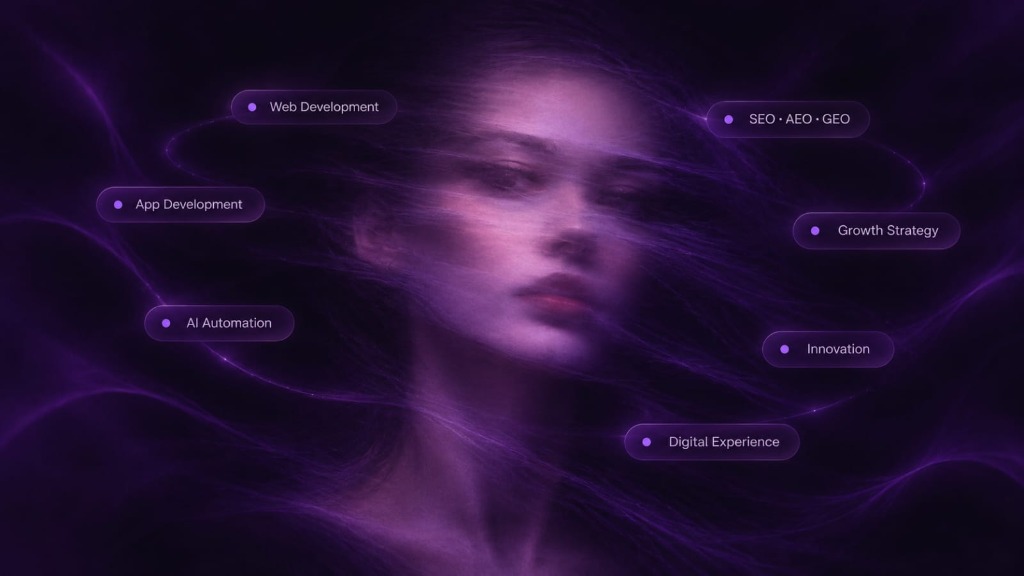 Web Development
SEO • AEO • GEO
App Development
Growth Strategy
AI Automation
Innovation
Digital Experience